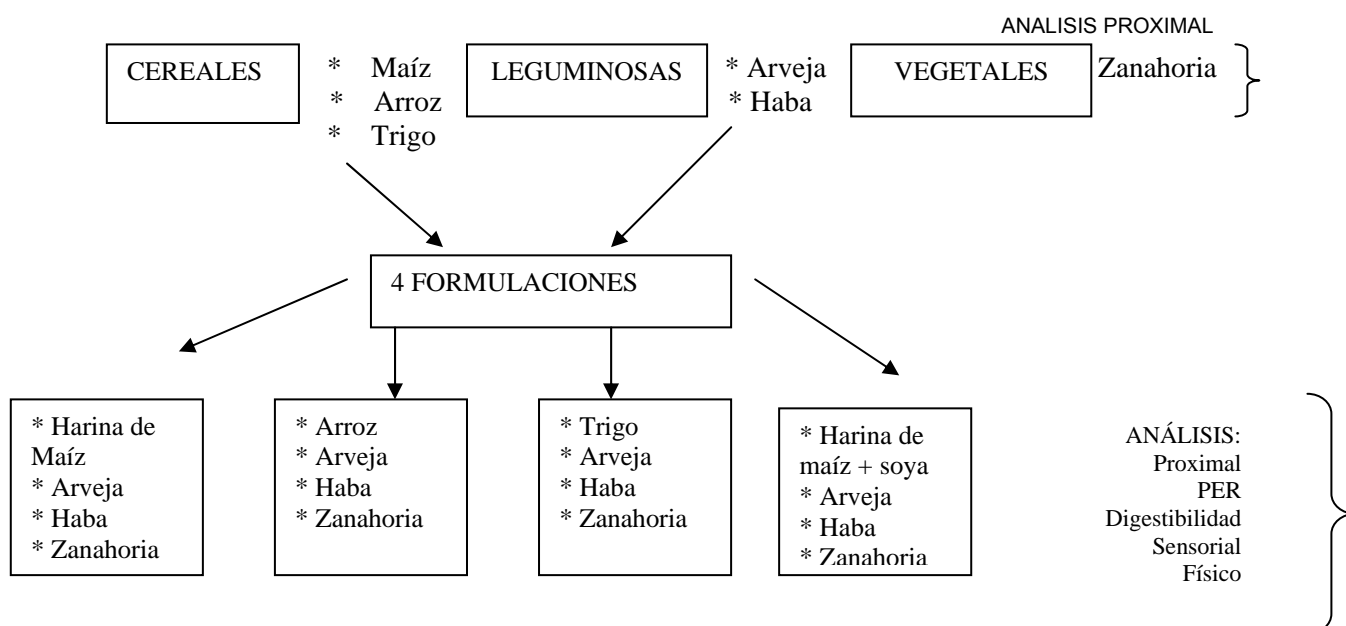 ANALISIS PROXIMAL
CEREALES
* Maíz
* Arroz
* Trigo
LEGUMINOSAS
* Arveja
* Haba
VEGETALES
Zanahoria
4 FORMULACIONES
* Harina de
Maíz
* Arveja
* Haba
* Zanahoria
* Arroz
* Arveja
* Haba
* Zanahoria
* Trigo
* Arveja
* Haba
* Zanahoria
* Harina de
maíz + soya
* Arveja
* Haba
* Zanahoria
ANÁLISIS:
Proximal
PER
Digestibilidad
Sensorial
Físico